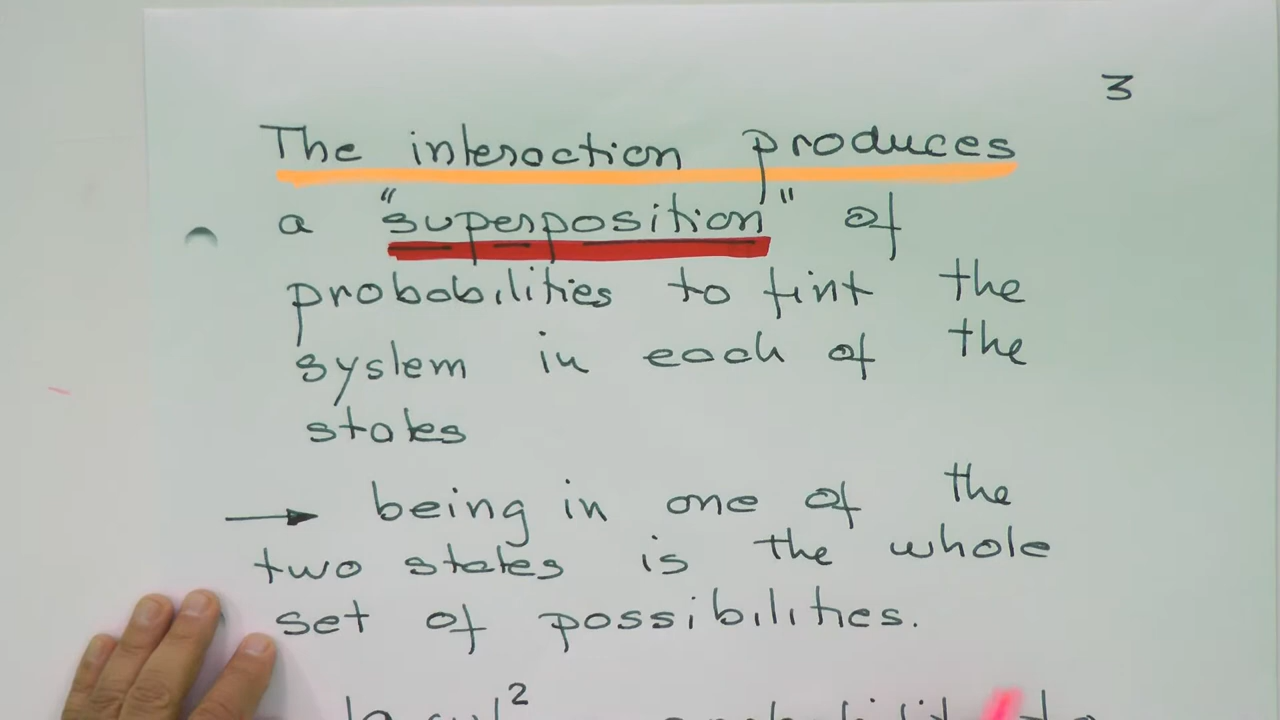 3
The interaction produces
a "superposition" of
probabilities to fint the
system in each of the
states
→ being in one of the
two states is the whole
set of possibilities.